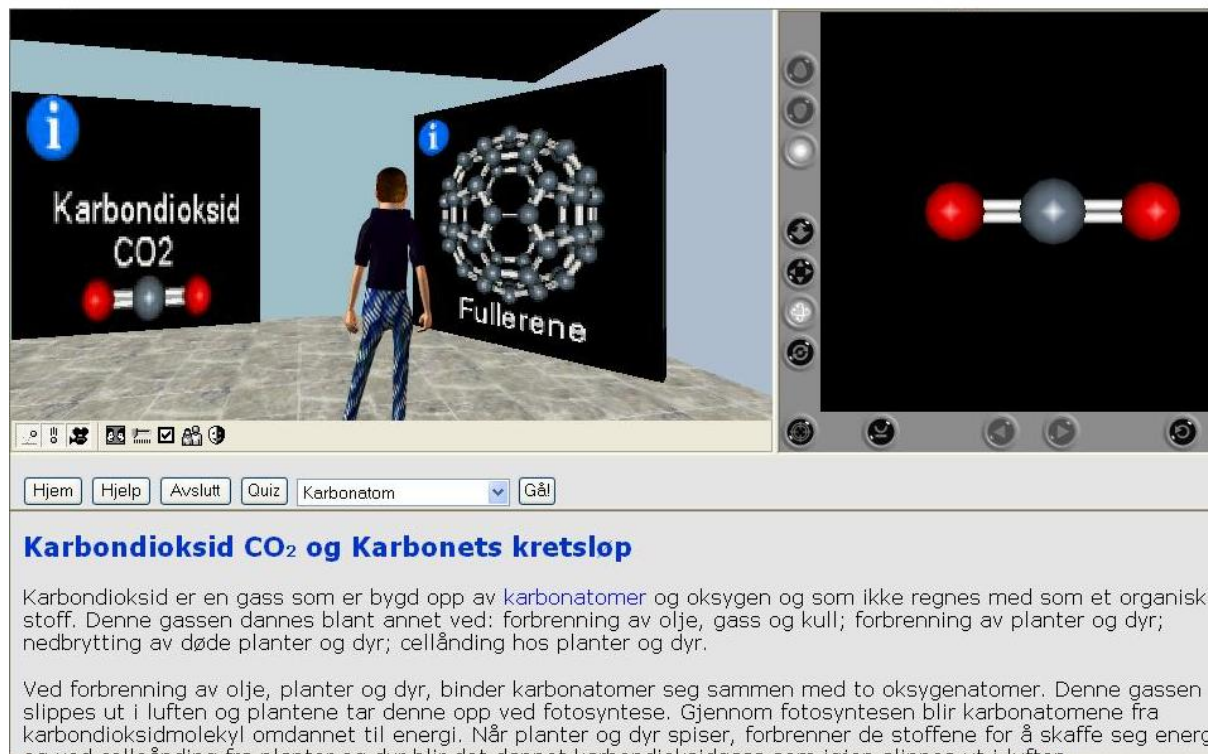 Karbondioksid
CO2
Fullerene
Hjem Hjelp Avslutt Quiz Karbonatom Gå!
Karbondioksid CO₂ og Karbonets kretsløp
Karbondioksid er en gass som er bygd opp av karbonatomer og oksygen og som ikke regnes med som et organisk
stoff. Denne gassen dannes blant annet ved: forbrenning av olje, gass og kull; forbrenning av planter og dyr;
nedbrytting av døde planter og dyr; cellånding hos planter og dyr.
Ved forbrenning av olje, planter og dyr, binder karbonatomer seg sammen med to oksygenatomer. Denne gassen
slippes ut i luften og plantene tar denne opp ved fotosyntese. Gjennom fotosyntesen blir karbonatomene fra
karbondioksidmolekyl omdannet til energi. Når planter og dyr spiser, forbrenner de stoffene for å skaffe seg energ